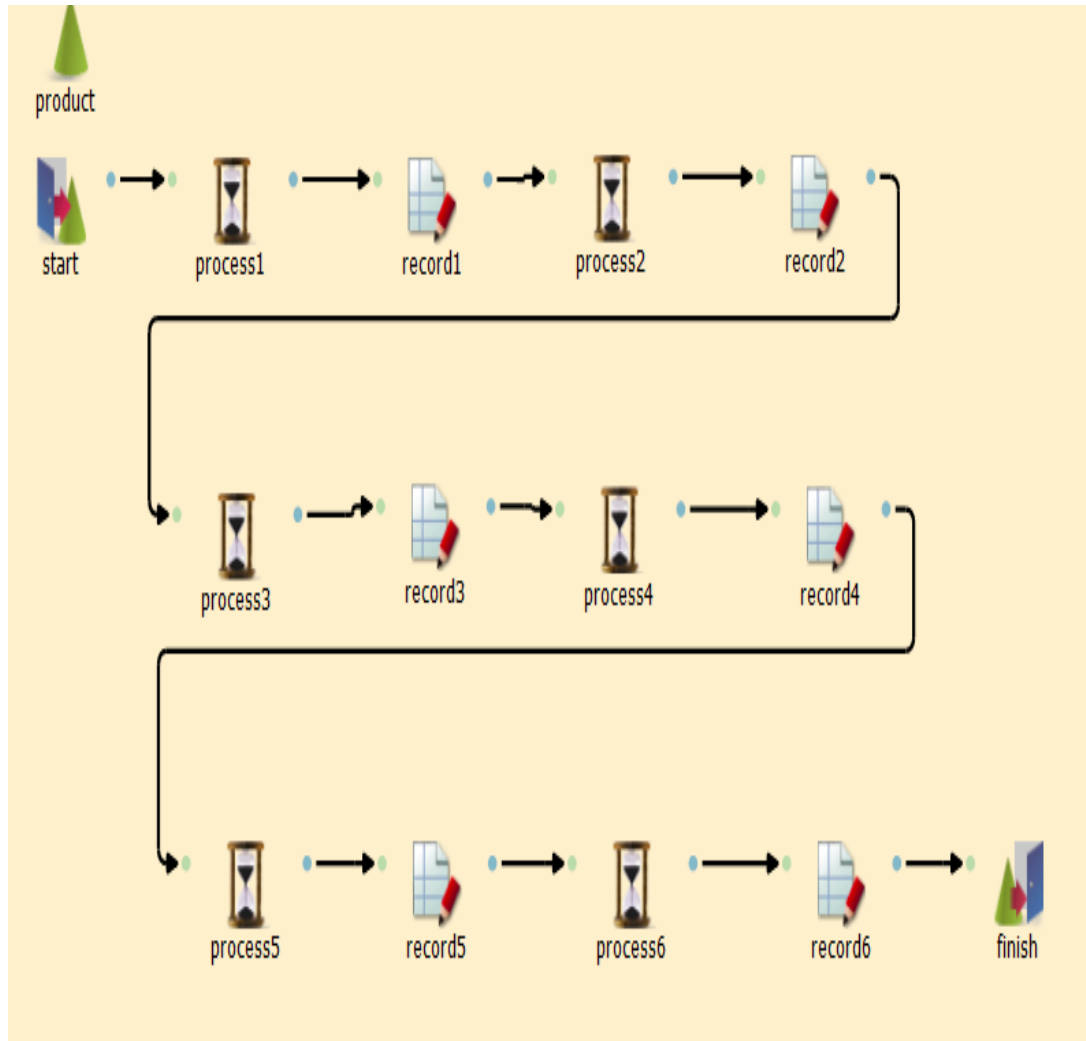 product
start
process1
record1
process2
record2
process3
record3
process4
record4
process5
record5
process6
record6
finish